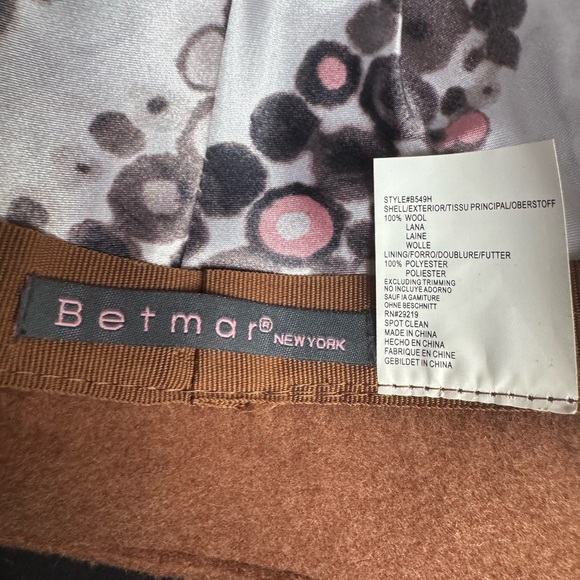 Betmar® NEW YORK
STYLE#B549H
SHELL/EXTERIOR/TISSU PRINCIPAL/OBERSTOFF
100% WOOL
LANA
LAINE
WOLLE
LINING/FORRO/DOUBLURE/FUTTER
100% POLYESTER
POLIESTER
EXCLUDING TRIMMING
NO INCLUYE ADORNO
SAUF IA GAMITURE
OHNE BESCHNITT
RN#29219
SPOT CLEAN
MADE IN CHINA
HECHO EN CHINA
FABRIQUE EN CHINE
GEBILDET IN CHINA